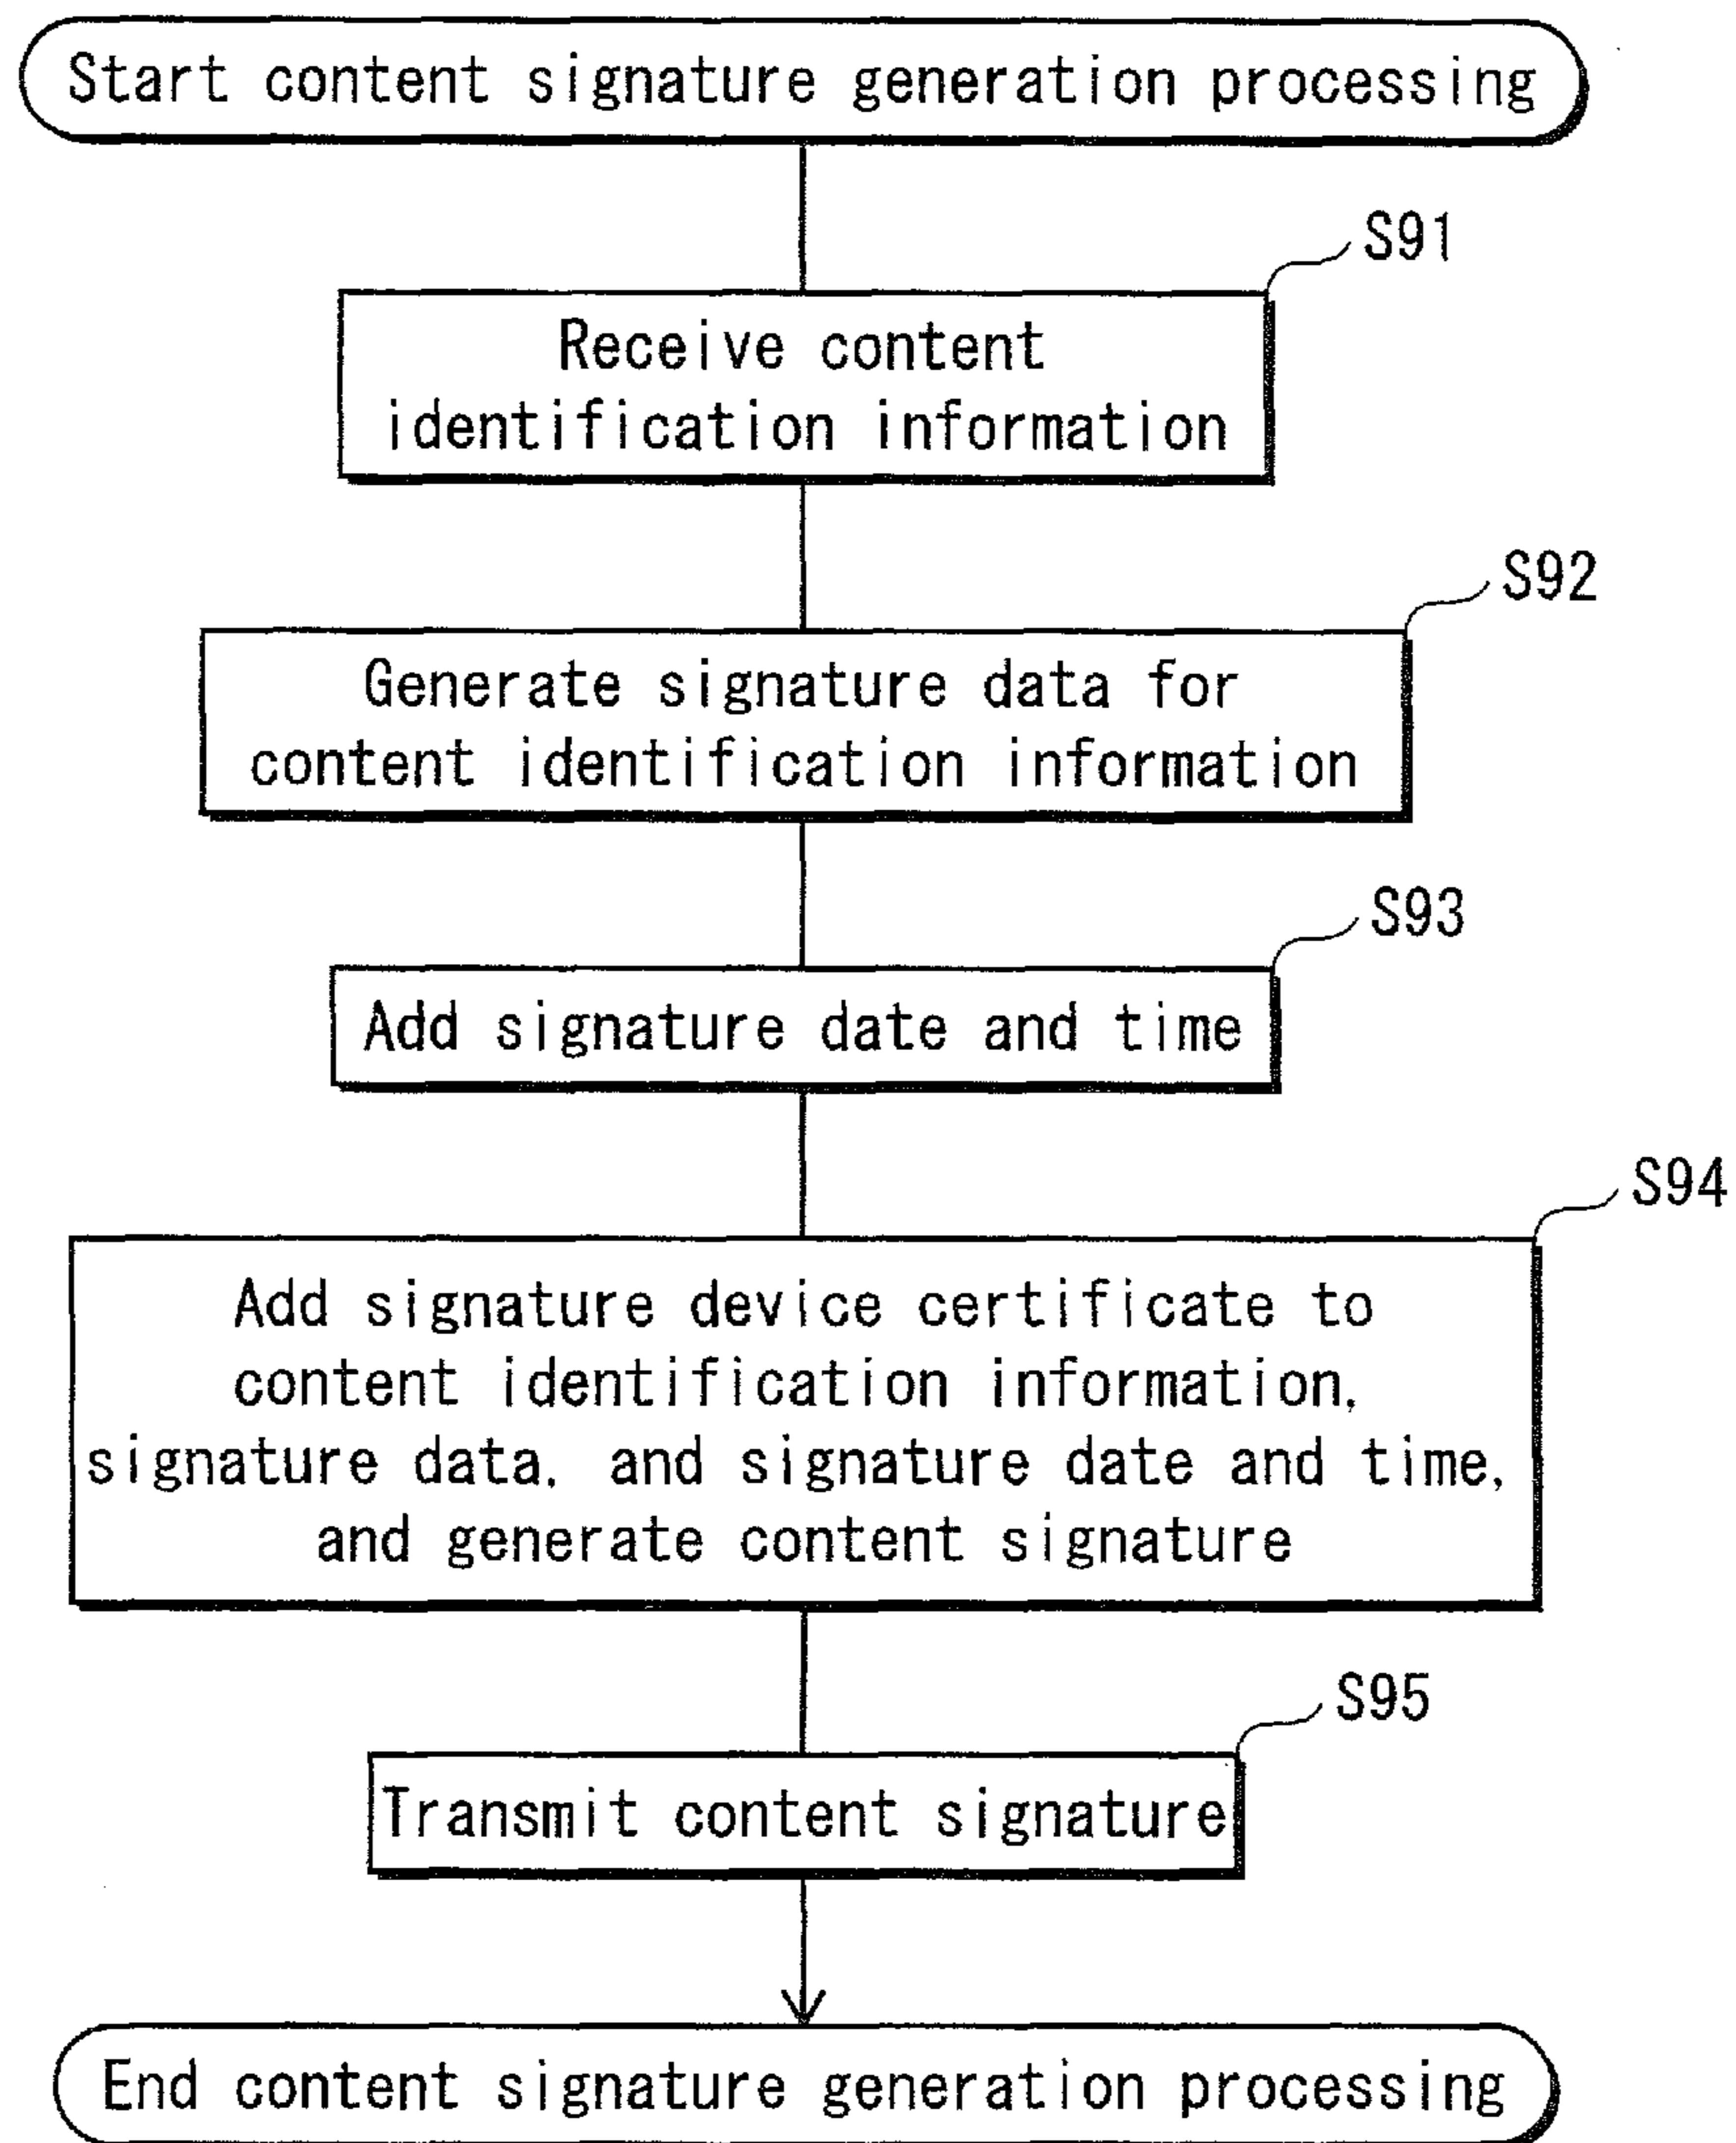 Start content signature generation processing
S91
Receive content
identification information
S92
Generate signature data for
content identification information
S93
Add signature date and time
S94
Add signature device certificate to
content identification information,
signature data, and signature date and time,
and generate content signature
S95
Transmit content signature
End content signature generation processing